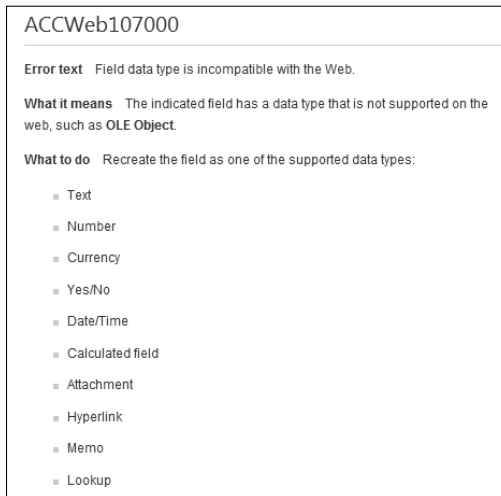 ACCWeb107000
Error text Field data type is incompatible with the Web.
What it means The indicated field has a data type that is not supported on the
web, such as OLE Object.
What to do Recreate the field as one of the supported data types:
Text
Number
Currency
Yes/No
Date/Time
Calculated field
Attachment
Hyperlink
Memo
Lookup